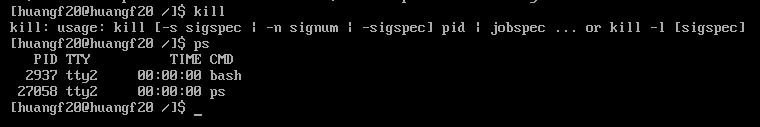 [huangf20@huangf20 /]$ kill
kill: usage: kill [-s sigspec | -n signum | -sigspec] pid | jobspec ... or kill -l [sigspec]
[huangf20@huangf20 /]$ ps
  PID TTY          TIME CMD
 2937 tty2     00:00:00 bash
27058 tty2     00:00:00 ps
[huangf20@huangf20 /]$ _